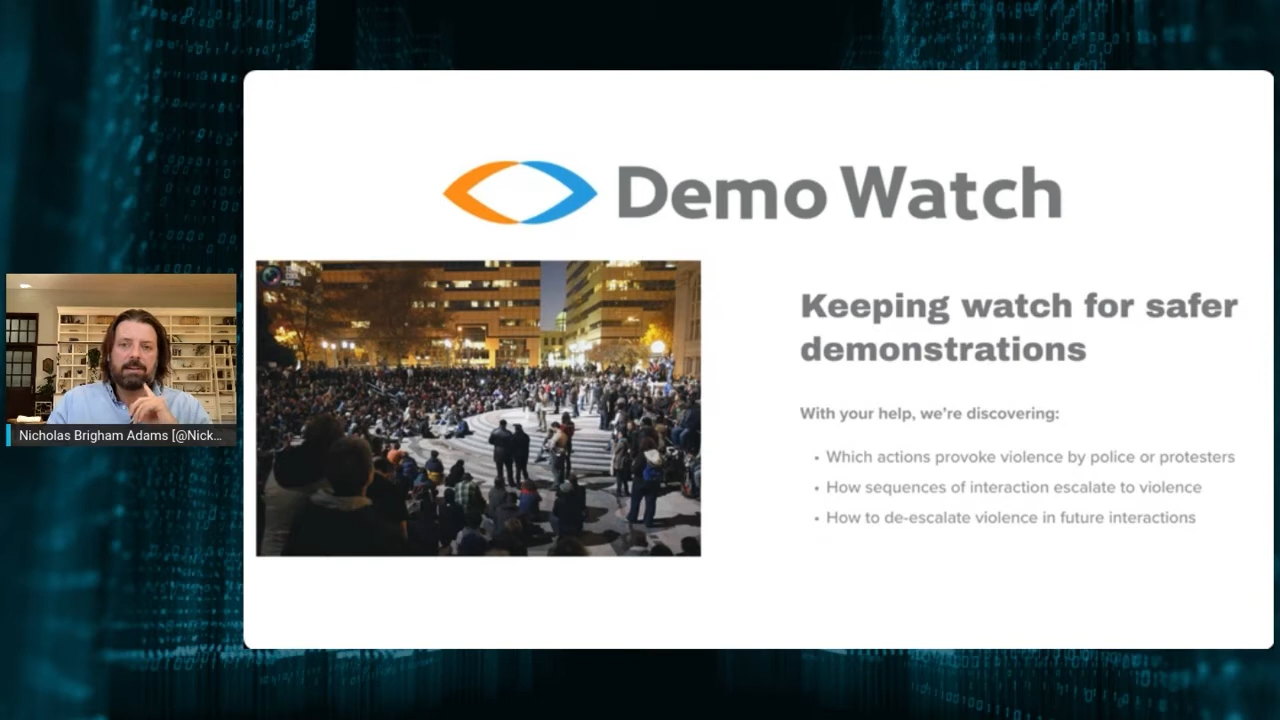 Demo Watch
Keeping watch for safer
demonstrations
With your help, we're discovering:
• Which actions provoke violence by police or protesters
• How sequences of interaction escalate to violence
• How to de-escalate violence in future interactions
Nicholas Brigham Adams [@Nick...